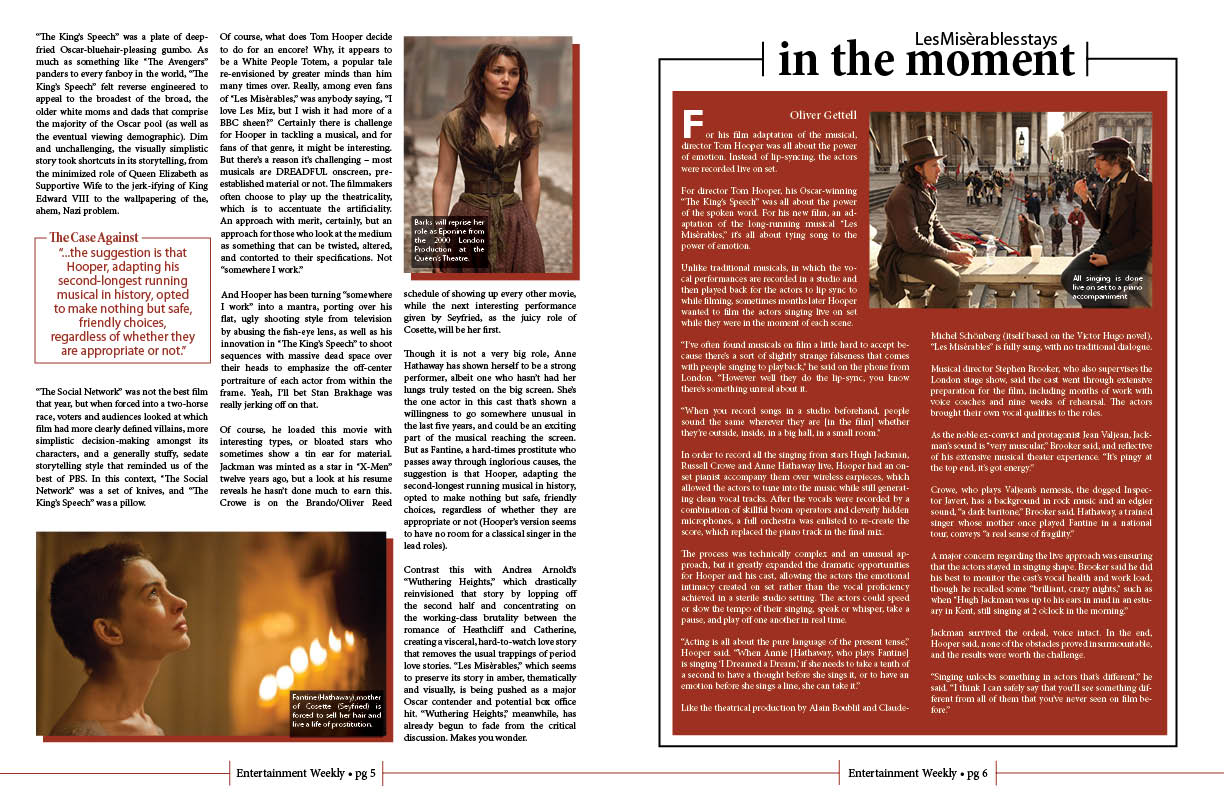 “The King’s Speech” was a plate of deep-
fried Oscar-bluehair-pleasing gumbo. As
much as something like “The Avengers”
panders to every fanboy in the world, “The
King’s Speech” felt reverse engineered to
appeal to the broadest of the broad, the
older white moms and dads that comprise
the majority of the Oscar pool (as well as
the eventual viewing demographic). Dim
and unchallenging, the visually simplistic
story took shortcuts in its storytelling, from
the minimized role of Queen Elizabeth as
Supportive Wife to the jerk-ifying of King
Edward VIII to the wallpapering of the,
ahem, Nazi problem.
The Case Against
“...the suggestion is that
Hooper, adapting his
second-longest running
musical in history, opted
to make nothing but safe,
friendly choices,
regardless of whether they
are appropriate or not.”
“The Social Network” was not the best film
that year, but when forced into a two-horse
race, voters and audiences looked at which
film had more clearly defined villains, more
simplistic decision-making amongst its
characters, and a generally stuffy, sedate
storytelling style that reminded us of the
best of PBS. In this context, “The Social
Network” was a set of knives, and “The
King’s Speech” was a pillow.
Of course, what does Tom Hooper decide
to do for an encore? Why, it appears to
be a White People Totem, a popular tale
re-envisioned by greater minds than him
many times over. Really, among even fans
of “Les Misèrables,” was anybody saying, “I
love Les Miz, but I wish it had more of a
BBC sheen?” Certainly there is challenge
for Hooper in tackling a musical, and for
fans of that genre, it might be interesting.
But there’s a reason it’s challenging – most
musicals are DREADFUL onscreen, pre-
established material or not. The filmmakers
often choose to play up the theatricality,
which is to accentuate the artificiality.
An approach with merit, certainly, but an
approach for those who look at the medium
as something that can be twisted, altered,
and contorted to their specifications. Not
“somewhere I work.”
And Hooper has been turning “somewhere
I work” into a mantra, porting over his
flat, ugly shooting style from television
by abusing the fish-eye lens, as well as his
innovation in “The King’s Speech” to shoot
sequences with massive dead space over
their heads to emphasize the off-center
portraiture of each actor from within the
frame. Yeah, I’ll bet Stan Brakhage was
really jerking off on that.
Of course, he loaded this movie with
interesting types, or bloated stars who
sometimes show a tin ear for material.
Jackman was minted as a star in “X-Men”
twelve years ago, but a look at his resume
reveals he hasn’t done much to earn this.
Crowe is on the Brando/Oliver Reed
Barks will reprise her
role as Eponine from
the 2000 London
Production at the
Queen’s Theatre.
schedule of showing up every other movie,
while the next interesting performance
given by Seyfried, as the juicy role of
Cosette, will be her first.
Though it is not a very big role, Anne
Hathaway has shown herself to be a strong
performer, albeit one who hasn’t had her
lungs truly tested on the big screen. She’s
the one actor in this cast that’s shown a
willingness to go somewhere unusual in
the last five years, and could be an exciting
part of the musical reaching the screen.
But as Fantine, a hard-times prostitute who
passes away through inglorious causes, the
suggestion is that Hooper, adapting the
second-longest running musical in history,
opted to make nothing but safe, friendly
choices, regardless of whether they are
appropriate or not (Hooper’s version seems
to have no room for a classical singer in the
lead roles).
Contrast this with Andrea Arnold’s
“Wuthering Heights,” which drastically
reinvisioned that story by lopping off
the second half and concentrating on
the working-class brutality between the
romance of Heathcliff and Catherine,
creating a visceral, hard-to-watch love story
that removes the usual trappings of period
love stories. “Les Misèrables,” which seems
to preserve its story in amber, thematically
and visually, is being pushed as a major
Oscar contender and potential box office
hit. “Wuthering Heights,” meanwhile, has
already begun to fade from the critical
discussion. Makes you wonder.
Fantine (Hathaway), mother
of Cosette (Seyfried) is
forced to sell her hair and
live a life of prostitution.
Entertainment Weekly • pg 5
Les Misèrables stays
in the moment
Oliver Gettell
For his film adaptation of the musical,
director Tom Hooper was all about the power
of emotion. Instead of lip-syncing, the actors
were recorded live on set.
For director Tom Hooper, his Oscar-winning
“The King’s Speech” was all about the power
of the spoken word. For his new film, an ad-
aptation of the long-running musical “Les
Misèrables,” it’s all about tying song to the
power of emotion.
Unlike traditional musicals, in which the vo-
cal performances are recorded in a studio and
then played back for the actors to lip sync to
while filming, sometimes months later Hooper
wanted to film the actors singing live on set
while they were in the moment of each scene.
“I’ve often found musicals on film a little hard to accept be-
cause there’s a sort of slightly strange falseness that comes
with people singing to playback,” he said on the phone from
London. “However well they do the lip-sync, you know
there’s something unreal about it.
“When you record songs in a studio beforehand, people
sound the same wherever they are [in the film] whether
they’re outside, inside, in a big hall, in a small room.”
In order to record all the singing from stars Hugh Jackman,
Russell Crowe and Anne Hathaway live, Hooper had an on-
set pianist accompany them over wireless earpieces, which
allowed the actors to tune into the music while still generat-
ing clean vocal tracks. After the vocals were recorded by a
combination of skillful boom operators and cleverly hidden
microphones, a full orchestra was enlisted to re-create the
score, which replaced the piano track in the final mix.
The process was technically complex and an unusual ap-
proach, but it greatly expanded the dramatic opportunities
for Hooper and his cast, allowing the actors the emotional
intimacy created on set rather than the vocal proficiency
achieved in a sterile studio setting. The actors could speed
or slow the tempo of their singing, speak or whisper, take a
pause, and play off one another in real time.
“Acting is all about the pure language of the present tense,”
Hooper said. “When Annie [Hathaway, who plays Fantine]
is singing ‘I Dreamed a Dream,’ if she needs to take a tenth of
a second to have a thought before she sings it, or to have an
emotion before she sings a line, she can take it.”
Like the theatrical production by Alain Boublil and Claude-
All singing is done
live on set to a piano
accompaniment
Michel Schönberg (itself based on the Victor Hugo novel),
“Les Misèrables” is fully sung, with no traditional dialogue.
Musical director Stephen Brooker, who also supervises the
London stage show, said the cast went through extensive
preparation for the film, including months of work with
voice coaches and nine weeks of rehearsal. The actors
brought their own vocal qualities to the roles.
As the noble ex-convict and protagonist Jean Valjean, Jack-
man’s sound is “very muscular,” Brooker said, and reflective
of his extensive musical theater experience. “It’s pingy at
the top end, it’s got energy.”
Crowe, who plays Valjean’s nemesis, the dogged Inspec-
tor Javert, has a background in rock music and an edgier
sound, “a dark baritone,” Brooker said. Hathaway, a trained
singer whose mother once played Fantine in a national
tour, conveys “a real sense of fragility.”
A major concern regarding the live approach was ensuring
that the actors stayed in singing shape. Brooker said he did
his best to monitor the cast’s vocal health and work load,
though he recalled some “brilliant, crazy nights,” such as
when “Hugh Jackman was up to his ears in mud in an estu-
ary in Kent, still singing at 2 o’clock in the morning.”
Jackman survived the ordeal, voice intact. In the end,
Hooper said, none of the obstacles proved insurmountable,
and the results were worth the challenge.
“Singing unlocks something in actors that’s different,” he
said. “I think I can safely say that you’ll see something dif-
ferent from all of them that you’ve never seen on film be-
fore.”
Entertainment Weekly • pg 6